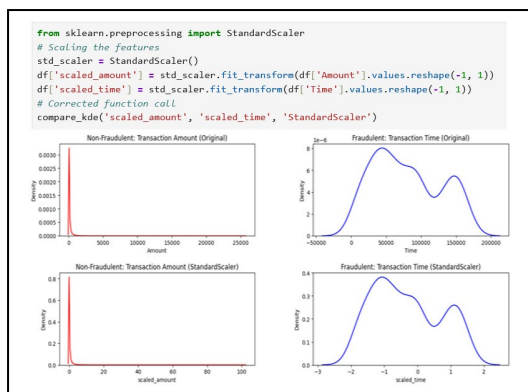 from sklearn.preprocessing import StandardScaler
# Scaling the features
std_scaler = StandardScaler()
df['scaled_amount'] = std_scaler.fit_transform(df['Amount'].values.reshape(-1, 1))
df['scaled_time'] = std_scaler.fit_transform(df['Time'].values.reshape(-1, 1))
# Corrected function call
compare_kde('scaled_amount', 'scaled_time', 'StandardScaler')
Non-Fraudulent: Transaction Amount (Original)
0.0030
0.0025
0.0020
0.0015
0.0010
0.0005
0.0000
Density
0 5000 10000 15000 20000 25000
Amount
Fraudulent: Transaction Time (Original)
1e-6
8
6
4
2
0
Density
-50000 0 50000 100000 150000 200000
Time
Non-Fraudulent: Transaction Amount (StandardScaler)
0.8
0.6
0.4
0.2
0.0
Density
0 20 40 60 80 100
scaled_amount
Fraudulent: Transaction Time (StandardScaler)
0.4
0.3
0.2
0.1
0.0
Density
-3 -2 -1 0 1 2
scaled_time